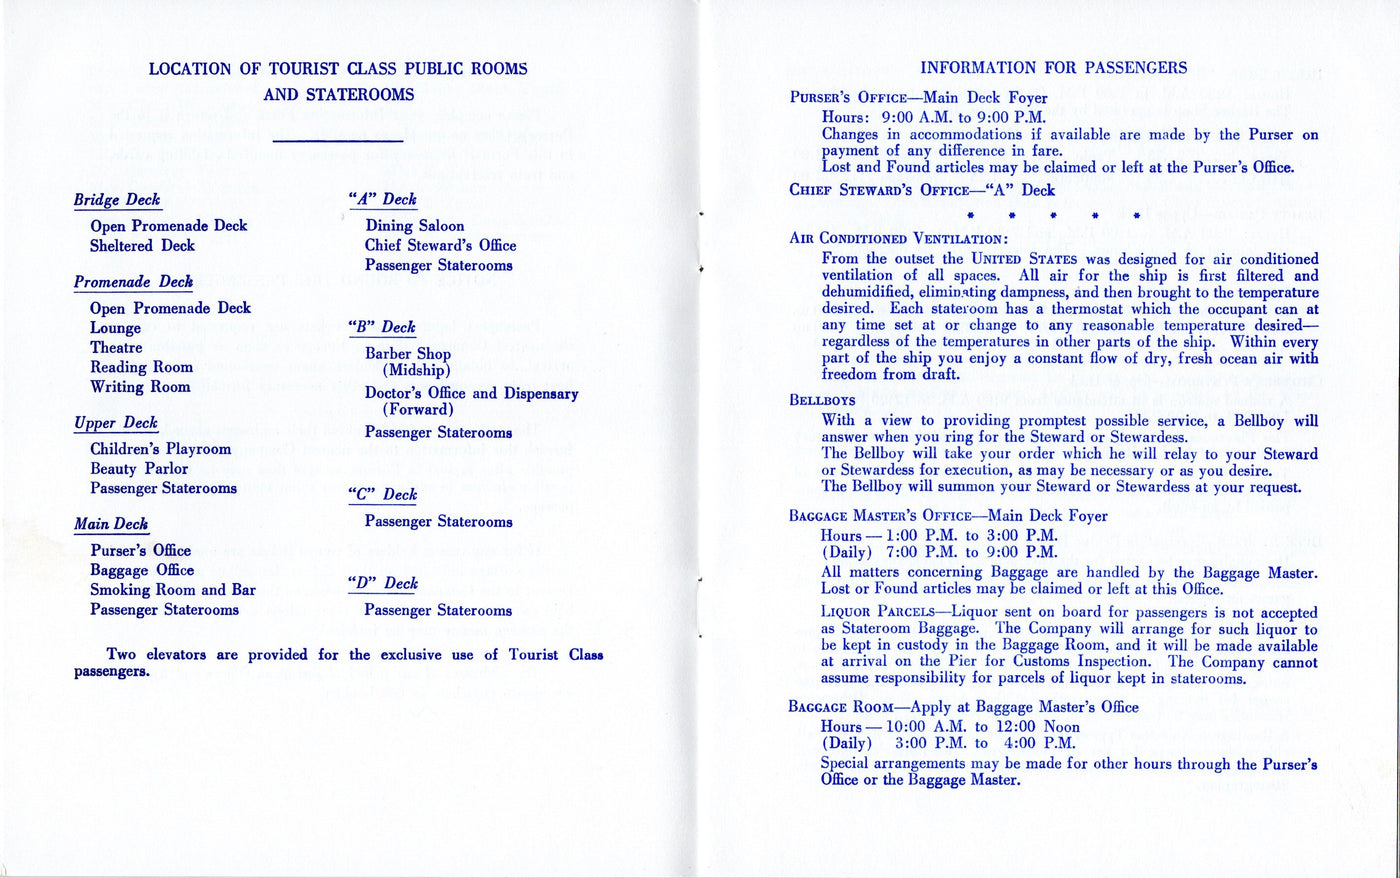 LOCATION OF TOURIST CLASS PUBLIC ROOMS
AND STATEROOMS
Bridge Deck
Open Promenade Deck
Sheltered Deck
Promenade Deck
Open Promenade Deck
Lounge
Theatre
Reading Room
Writing Room
Upper Deck
Children's Playroom
Beauty Parlor
Passenger Staterooms
Main Deck
Purser's Office
Baggage Office
Smoking Room and Bar
Passenger Staterooms
"A" Deck
Dining Saloon
Chief Steward's Office
Passenger Staterooms
"B" Deck
Barber Shop
(Midship)
Doctor's Office and Dispensary
(Forward)
Passenger Staterooms
"C" Deck
Passenger Staterooms
"D" Deck
Passenger Staterooms
Two elevators are provided for the exclusive use of Tourist Class
passengers.
INFORMATION FOR PASSENGERS
PURSER'S OFFICE—Main Deck Foyer
Hours: 9:00 A.M. to 9:00 P.M.
Changes in accommodations if available are made by the Purser on
payment of any difference in fare.
Lost and Found articles may be claimed or left at the Purser's Office.
CHIEF STEWARD'S OFFICE—"A" Deck
* * * * *
AIR CONDITIONED VENTILATION:
From the outset the UNITED STATES was designed for air conditioned
ventilation of all spaces. All air for the ship is first filtered and
dehumidified, eliminating dampness, and then brought to the temperature
desired. Each stateroom has a thermostat which the occupant can at
any time set at or change to any reasonable temperature desired—
regardless of the temperatures in other parts of the ship. Within every
part of the ship you enjoy a constant flow of dry, fresh ocean air with
freedom from draft.
BELLBOYS
With a view to providing promptest possible service, a Bellboy will
answer when you ring for the Steward or Stewardess.
The Bellboy will take your order which he will relay to your Steward
or Stewardess for execution, as may be necessary or as you desire.
The Bellboy will summon your Steward or Stewardess at your request.
BAGGAGE MASTER'S OFFICE—Main Deck Foyer
Hours — 1:00 P.M. to 3:00 P.M.
(Daily) 7:00 P.M. to 9:00 P.M.
All matters concerning Baggage are handled by the Baggage Master.
Lost or Found articles may be claimed or left at this Office.
LIQUOR PARCELS—Liquor sent on board for passengers is not accepted
as Stateroom Baggage. The Company will arrange for such liquor to
be kept in custody in the Baggage Room, and it will be made available
at arrival on the Pier for Customs Inspection. The Company cannot
assume responsibility for parcels of liquor kept in staterooms.
BAGGAGE ROOM—Apply at Baggage Master's Office
Hours — 10:00 A.M. to 12:00 Noon
(Daily) 3:00 P.M. to 4:00 P.M.
Special arrangements may be made for other hours through the Purser's
Office or the Baggage Master.